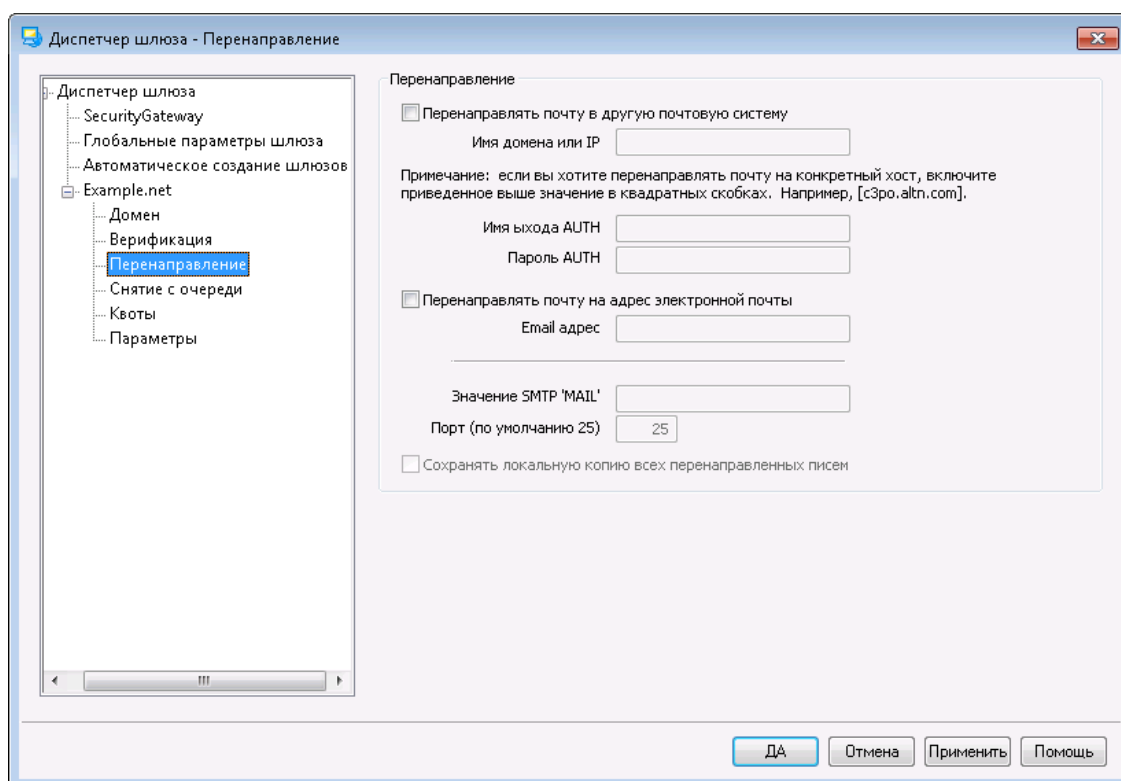 Диспетчер шлюза - Перенаправление
Диспетчер шлюза
SecurityGateway
Глобальные параметры шлюза
Автоматическое создание шлюзов
Example.net
Домен
Верификация
Перенаправление
Снятие с очереди
Квоты
Параметры
Перенаправление
Перенаправлять почту в другую почтовую систему
Имя домена или IP
Примечание: если вы хотите перенаправлять почту на конкретный хост, включите
приведенное выше значение в квадратных скобках. Например, [c3po.altn.com].
Имя ыхода AUTH
Пароль AUTH
Перенаправлять почту на адрес электронной почты
Email адрес
Значение SMTP 'MAIL'
Порт (по умолчанию 25) 25
Сохранять локальную копию всех перенаправленных писем
ДА Отмена Применить Помощь